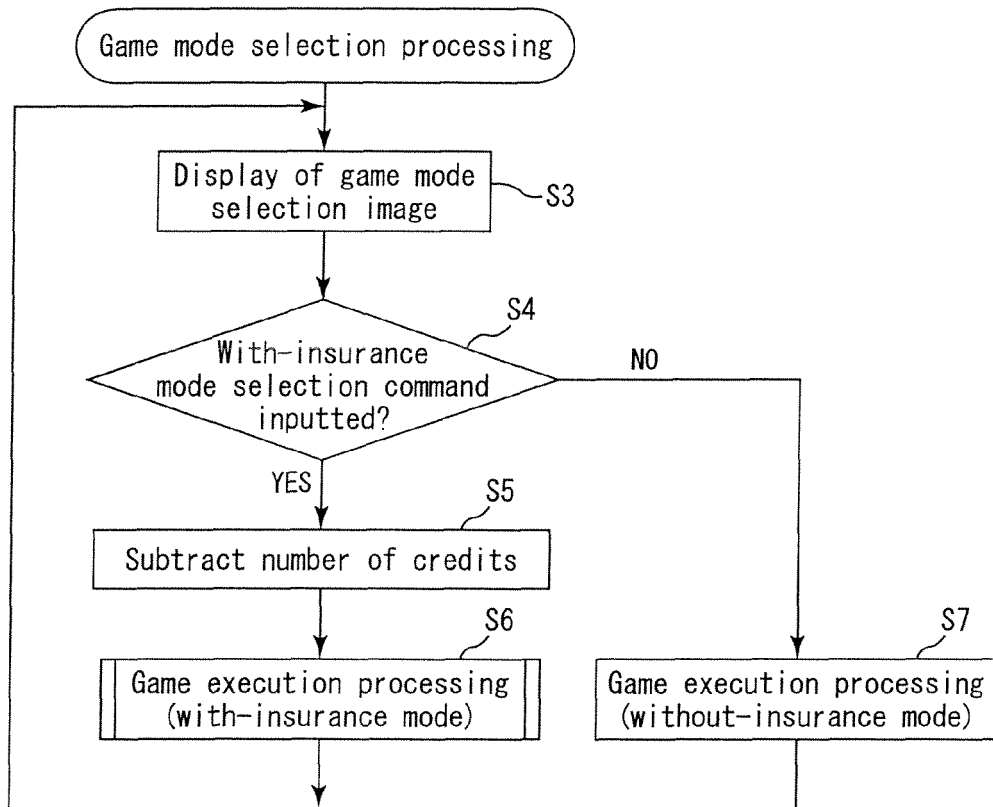 Game mode selection processing
Display of game mode
selection image
S3
S4
With-insurance
mode selection command
inputted?
NO
YES
S5
Subtract number of credits
S6
Game execution processing
(with-insurance mode)
S7
Game execution processing
(without-insurance mode)